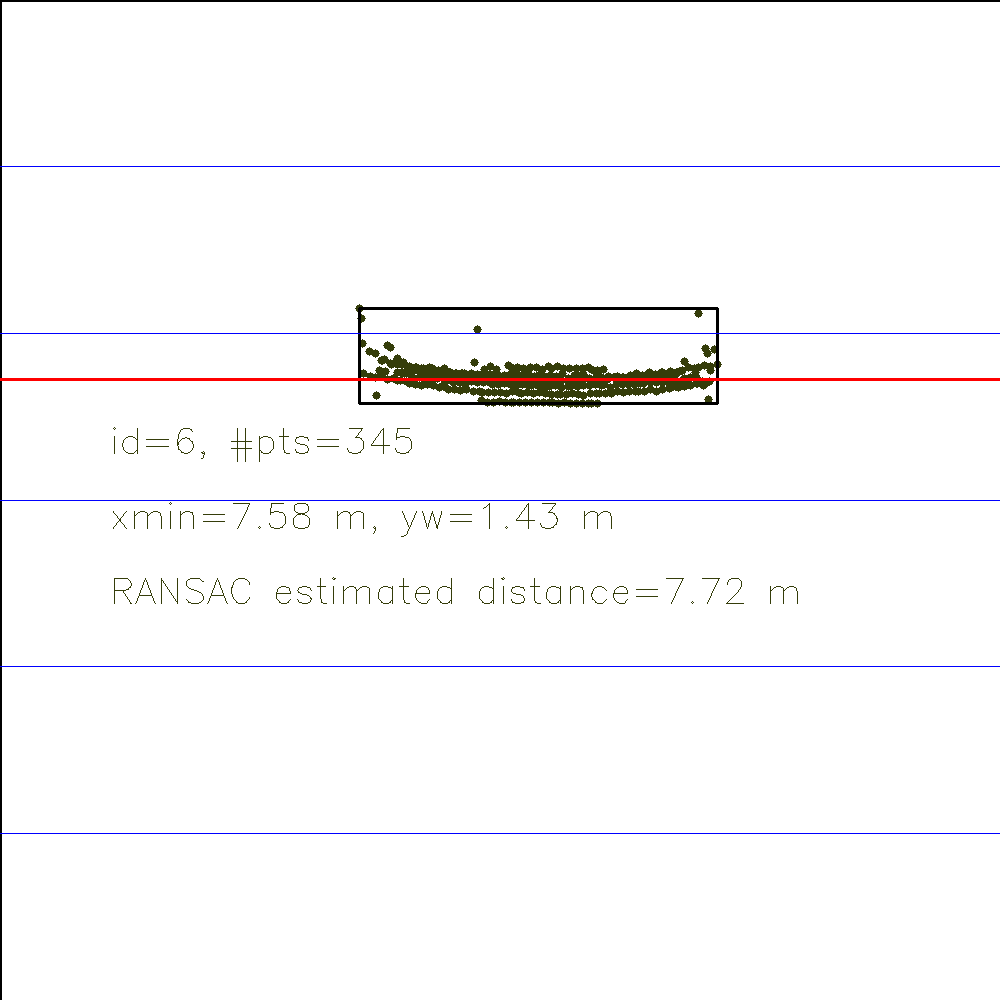 id=6, #pts=345
xmin=7.58 m, yw=1.43 m
RANSAC estimated distance=7.72 m